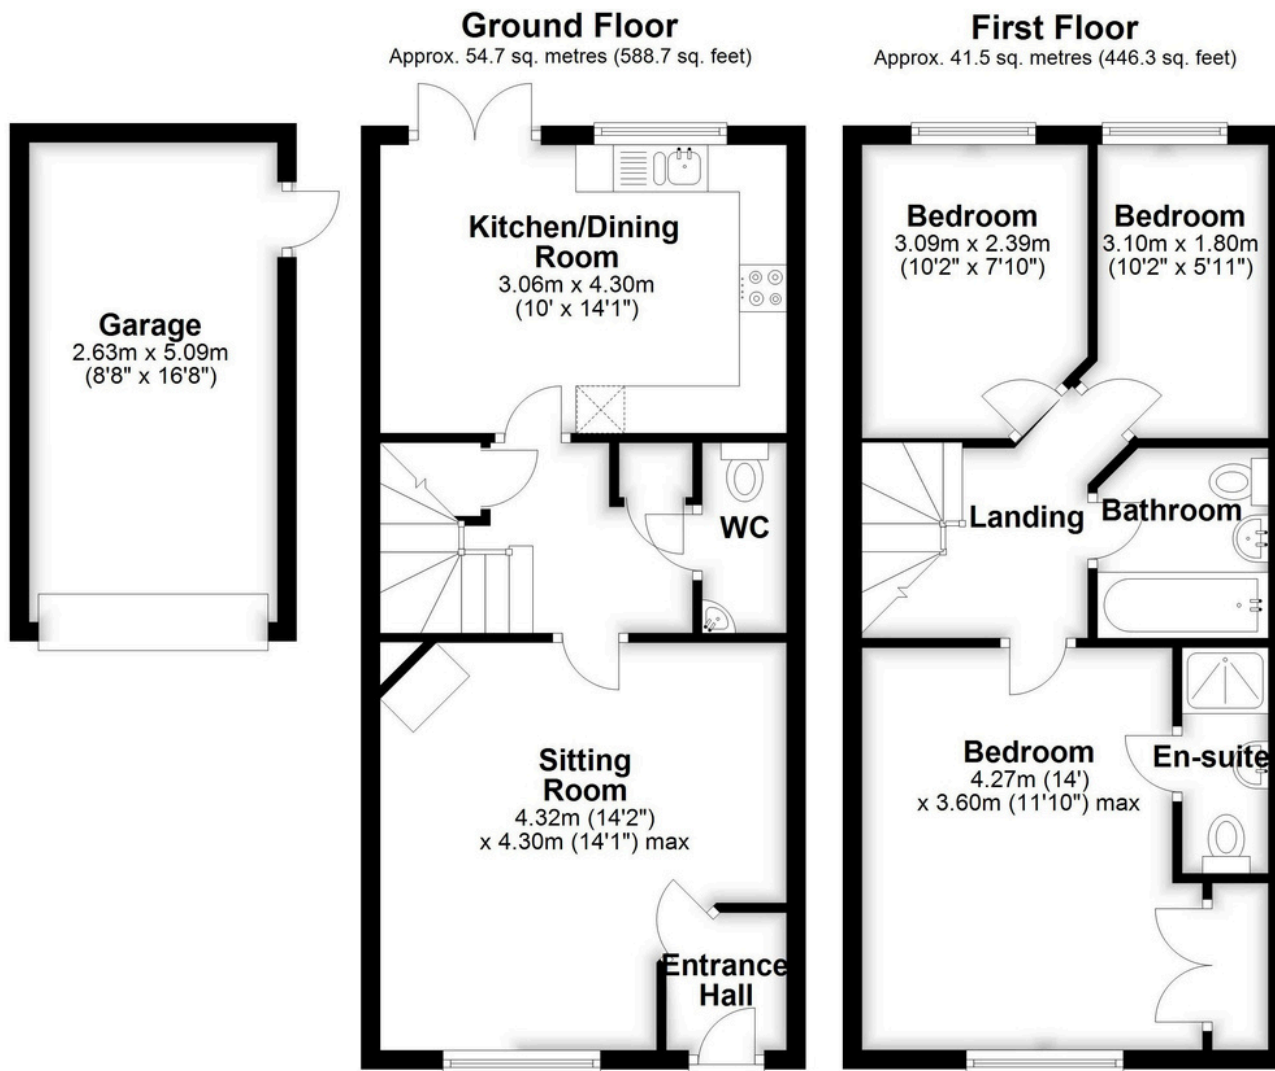 Ground Floor
Approx. 54.7 sq. metres (588.7 sq. feet)
First Floor
Approx. 41.5 sq. metres (446.3 sq. feet)
Garage
2.63m x 5.09m
(8'8" x 16'8")
Kitchen/Dining
Room
3.06m x 4.30m
(10' x 14'1")
WC
Sitting
Room
4.32m (14'2")
x 4.30m (14'1") max
Entrance
Hall
Bedroom
3.09m x 2.39m
(10'2" x 7'10")
Bedroom
3.10m x 1.80m
(10'2" x 5'11")
Landing
Bathroom
Bedroom
4.27m (14')
x 3.60m (11'10") max
En-suite